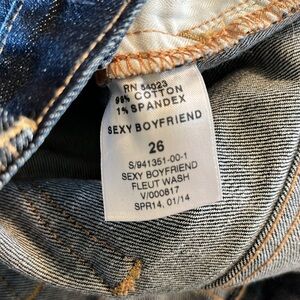 RN 54023
99% COTTON
1% SPANDEX
SEXY BOYFRIEND
26
S/941351-00-1
SEXY BOYFRIEND
FLEUT WASH
V/000817
SPR14, 01/14